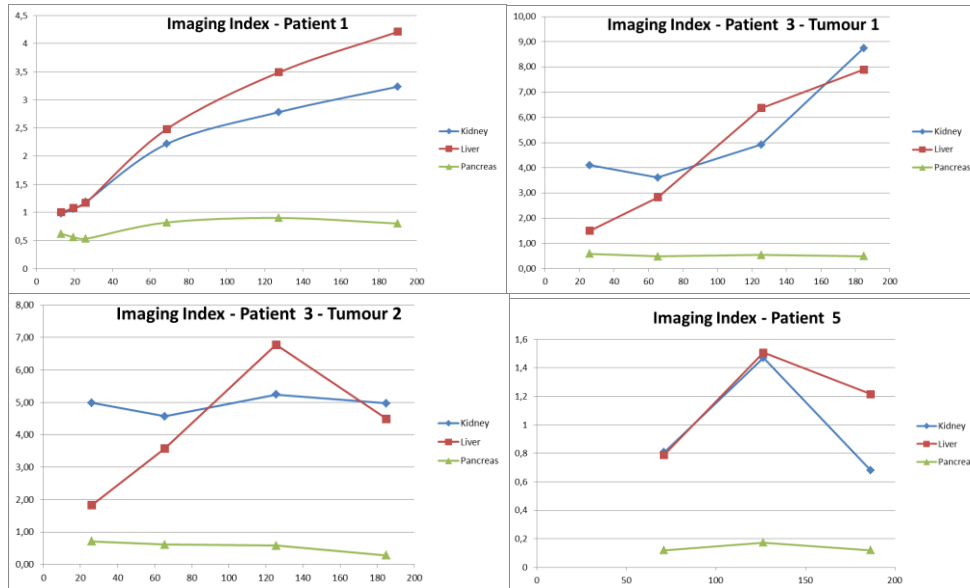 Imaging Index - Patient 1
4,5
4
3,5
3
2,5
2
1,5
1
0,5
0
0 20 40 60 80 100 120 140 160 180 200
Kidney
Liver
Pancreas
Imaging Index - Patient 3 - Tumour 1
10,00
9,00
8,00
7,00
6,00
5,00
4,00
3,00
2,00
1,00
0,00
0 20 40 60 80 100 120 140 160 180 200
Kidney
Liver
Pancreas
Imaging Index - Patient 3 - Tumour 2
8,00
7,00
6,00
5,00
4,00
3,00
2,00
1,00
0,00
0 20 40 60 80 100 120 140 160 180 200
Kidney
Liver
Pancreas
Imaging Index - Patient 5
1,6
1,4
1,2
1
0,8
0,6
0,4
0,2
0
0 50 100 150 200
Kidney
Liver
Pancreas